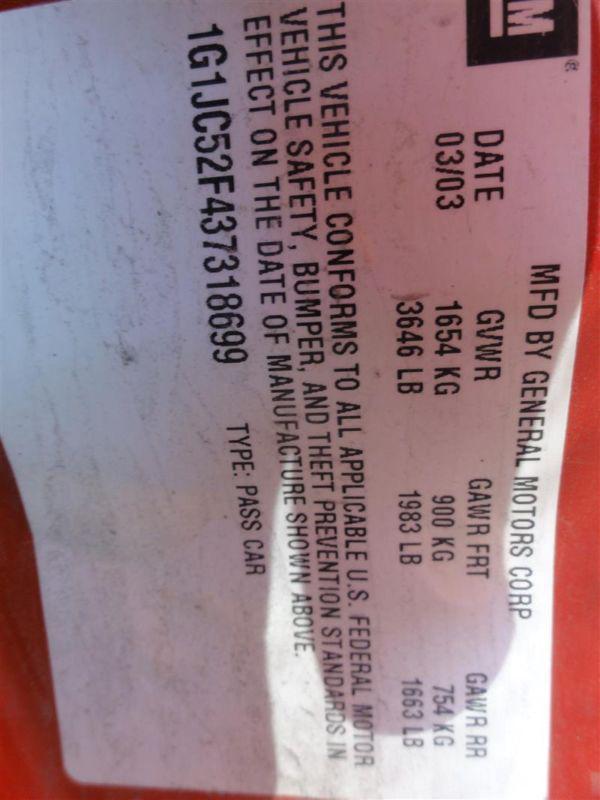 M
®
MFD BY GENERAL MOTORS CORP
DATE GVWR GAWR FRT GAWR RR
03/03 1654 KG 900 KG 754 KG
3646 LB 1983 LB 1663 LB
THIS VEHICLE CONFORMS TO ALL APPLICABLE U.S. FEDERAL MOTOR
VEHICLE SAFETY, BUMPER, AND THEFT PREVENTION STANDARDS IN
EFFECT ON THE DATE OF MANUFACTURE SHOWN ABOVE.
1G1JC52F437318699 TYPE: PASS CAR